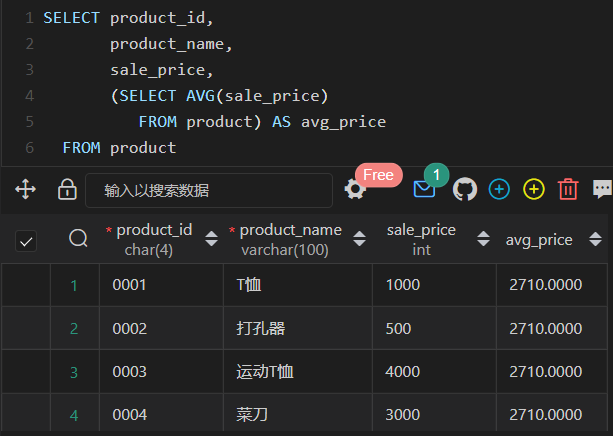 1 SELECT product_id,
2 product_name,
3 sale_price,
4 (SELECT AVG(sale_price)
5 FROM product) AS avg_price
6 FROM product
输入以搜索数据 Free 1
* product_id * product_name sale_price avg_price
char(4) varchar(100) int
1 0001 T恤 1000 2710.0000
2 0002 打孔器 500 2710.0000
3 0003 运动T恤 4000 2710.0000
4 0004 菜刀 3000 2710.0000